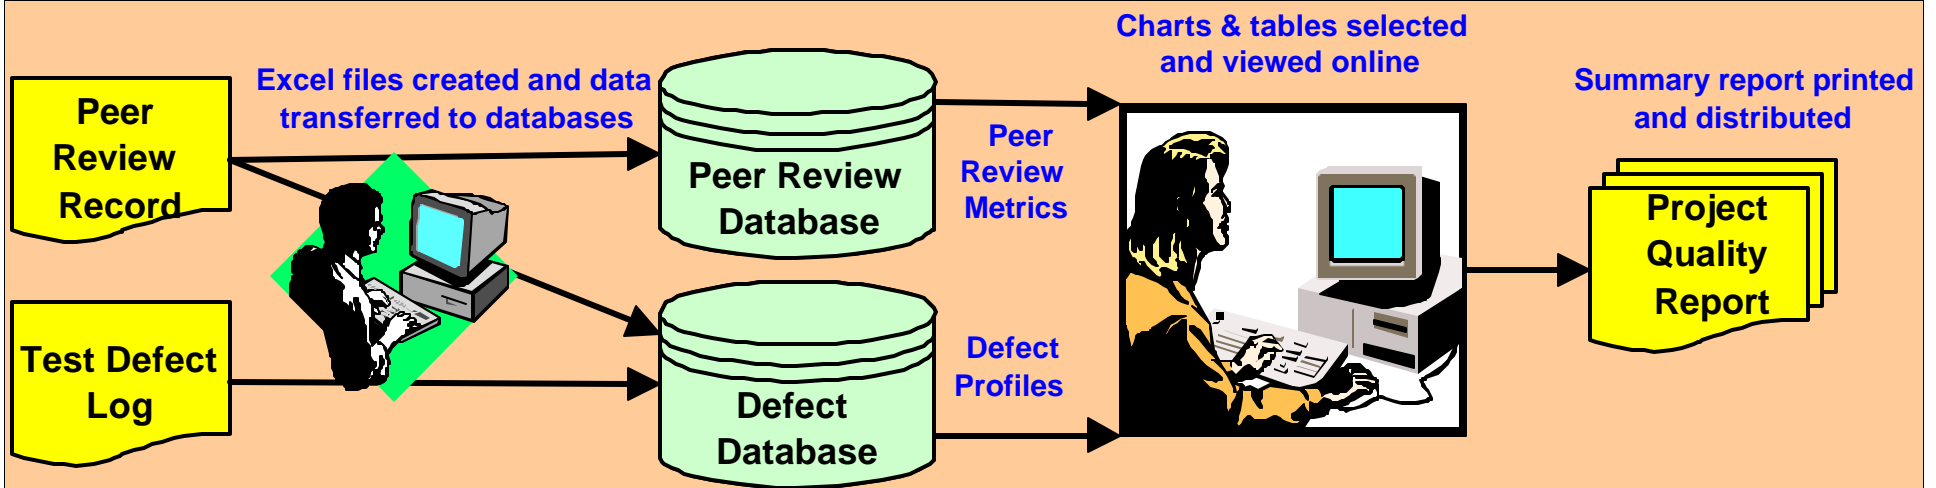 Peer
Review
Record
Test Defect
Log
Excel files created and data
transferred to databases
Peer Review
Database
Defect
Database
Peer
Review
Metrics
Defect
Profiles
Charts & tables selected
and viewed online
Summary report printed
and distributed
Project
Quality
Report